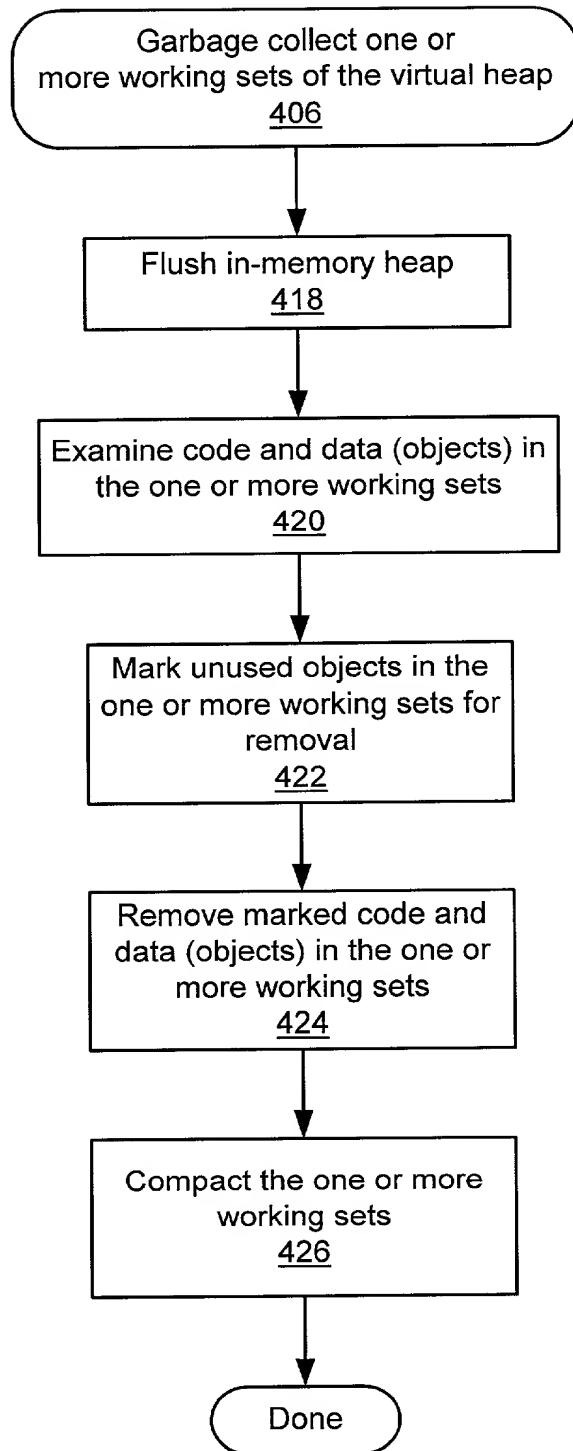 Garbage collect one or
more working sets of the virtual heap
406
Flush in-memory heap
418
Examine code and data (objects) in
the one or more working sets
420
Mark unused objects in the
one or more working sets for
removal
422
Remove marked code and
data (objects) in the one or
more working sets
424
Compact the one or more
working sets
426
Done